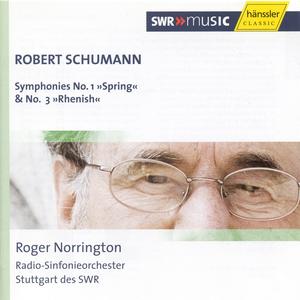 SWR» MUSIC
hänssler
CLASSIC
ROBERT SCHUMANN
Symphonies No. 1 »Spring«
& No. 3 »Rhenish«
Roger Norrington
Radio-Sinfonieorchester
Stuttgart des SWR